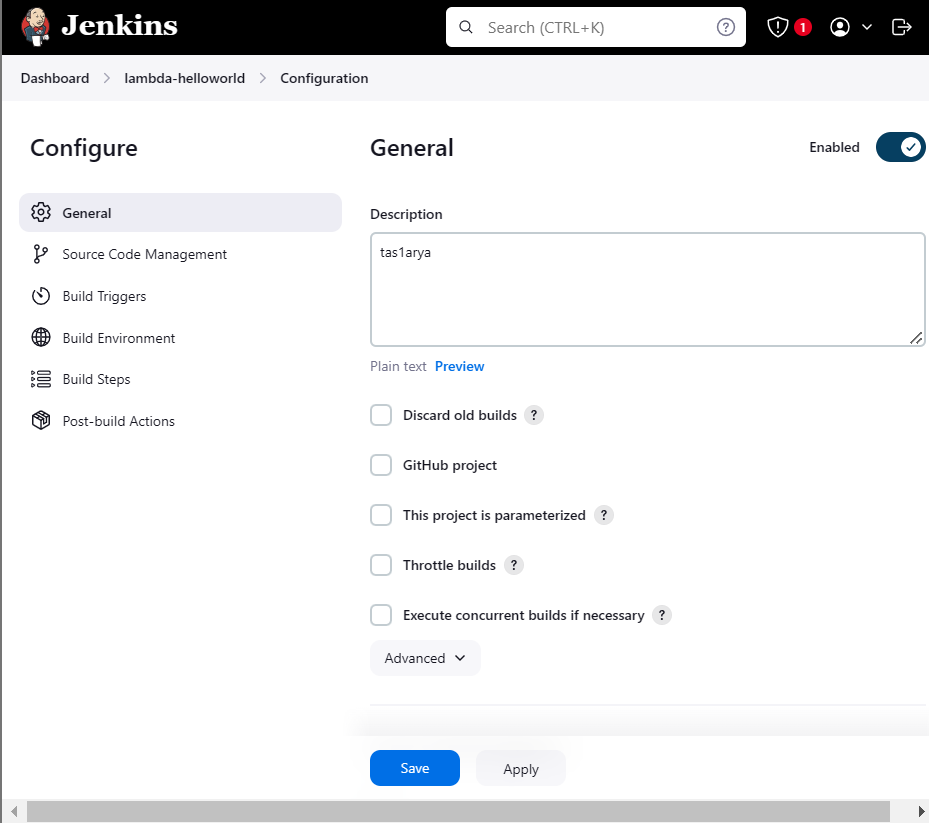 Jenkins
Search (CTRL+K)
?
1
Dashboard > lambda-helloworld > Configuration
Configure
General
Source Code Management
Build Triggers
Build Environment
Build Steps
Post-build Actions
General
Enabled
Description
tas1arya
Plain text Preview
Discard old builds ?
GitHub project
This project is parameterized ?
Throttle builds ?
Execute concurrent builds if necessary ?
Advanced
Save
Apply